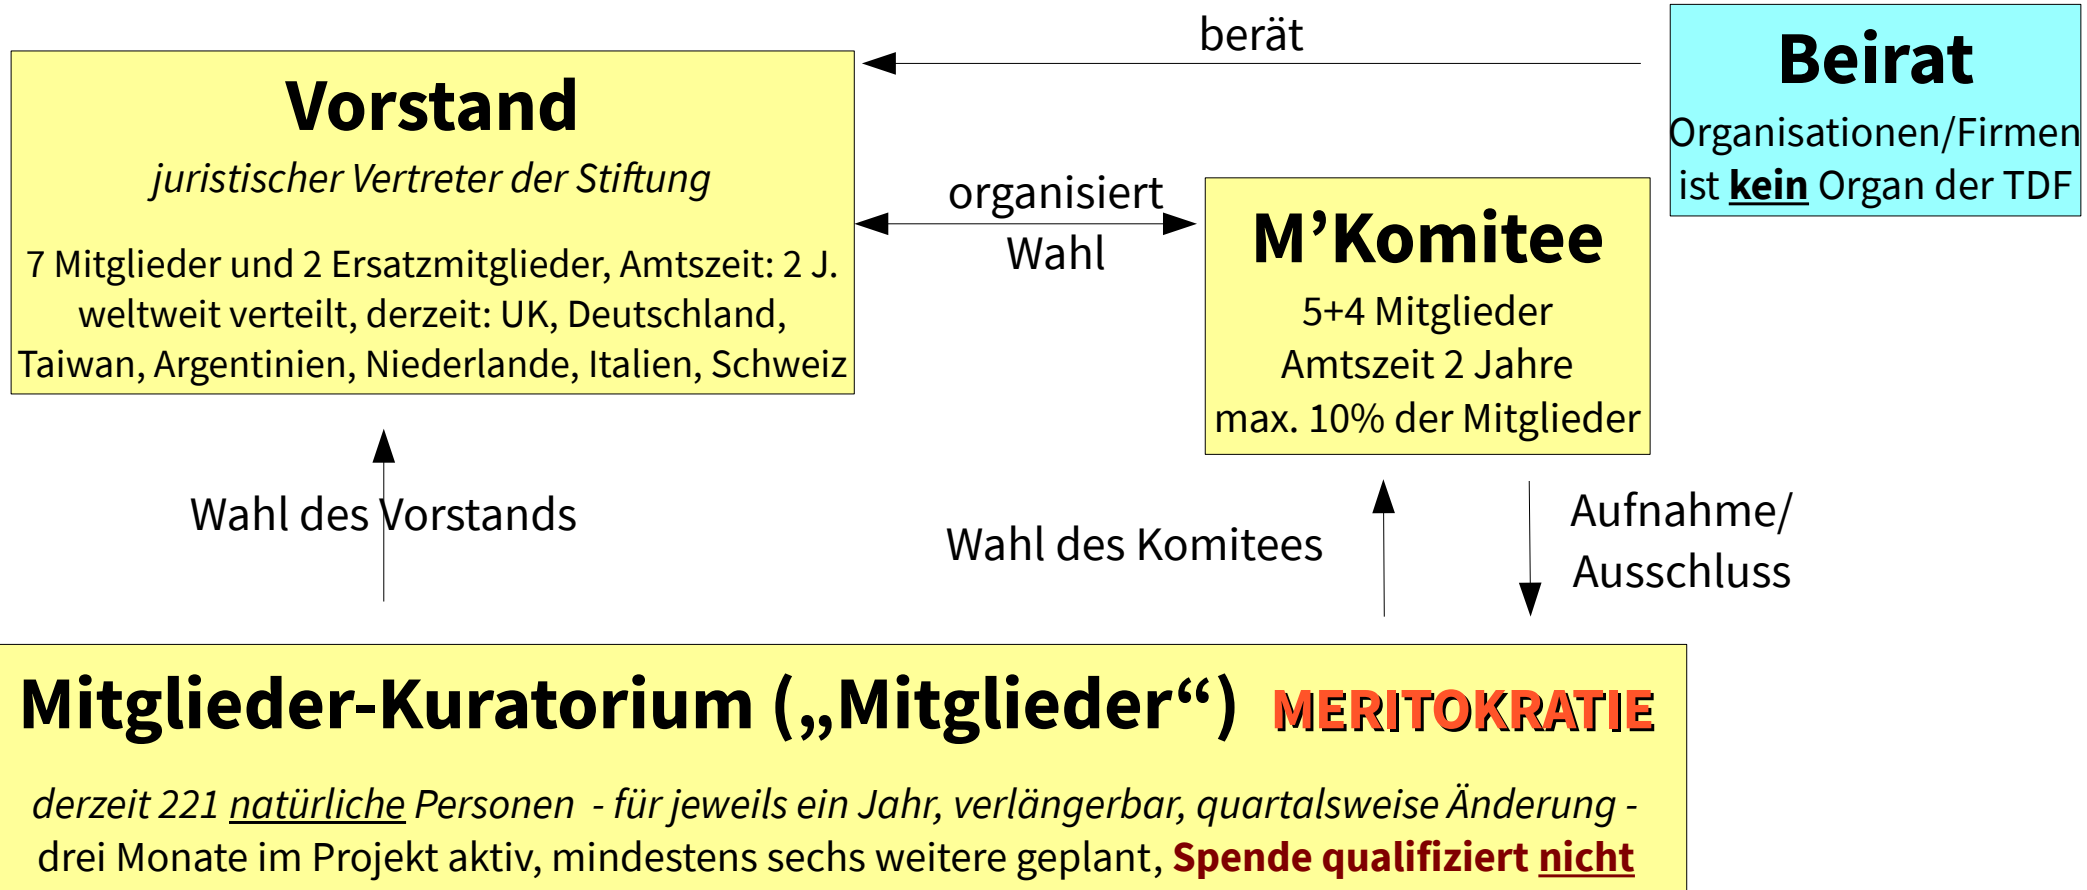 berät
Vorstand
juristischer Vertreter der Stiftung
7 Mitglieder und 2 Ersatzmitglieder, Amtszeit: 2 J.
weltweit verteilt, derzeit: UK, Deutschland,
Taiwan, Argentinien, Niederlande, Italien, Schweiz
organisiert
Wahl
Beirat
Organisationen/Firmen
ist kein Organ der TDF
M’Komitee
5+4 Mitglieder
Amtszeit 2 Jahre
max. 10% der Mitglieder
Wahl des Vorstands
Wahl des Komitees
Aufnahme/
Ausschluss
Mitglieder-Kuratorium („Mitglieder“) MERITOKRATIE
derzeit 221 natürliche Personen - für jeweils ein Jahr, verlängerbar, quartalsweise Änderung -
drei Monate im Projekt aktiv, mindestens sechs weitere geplant, Spende qualifiziert nicht